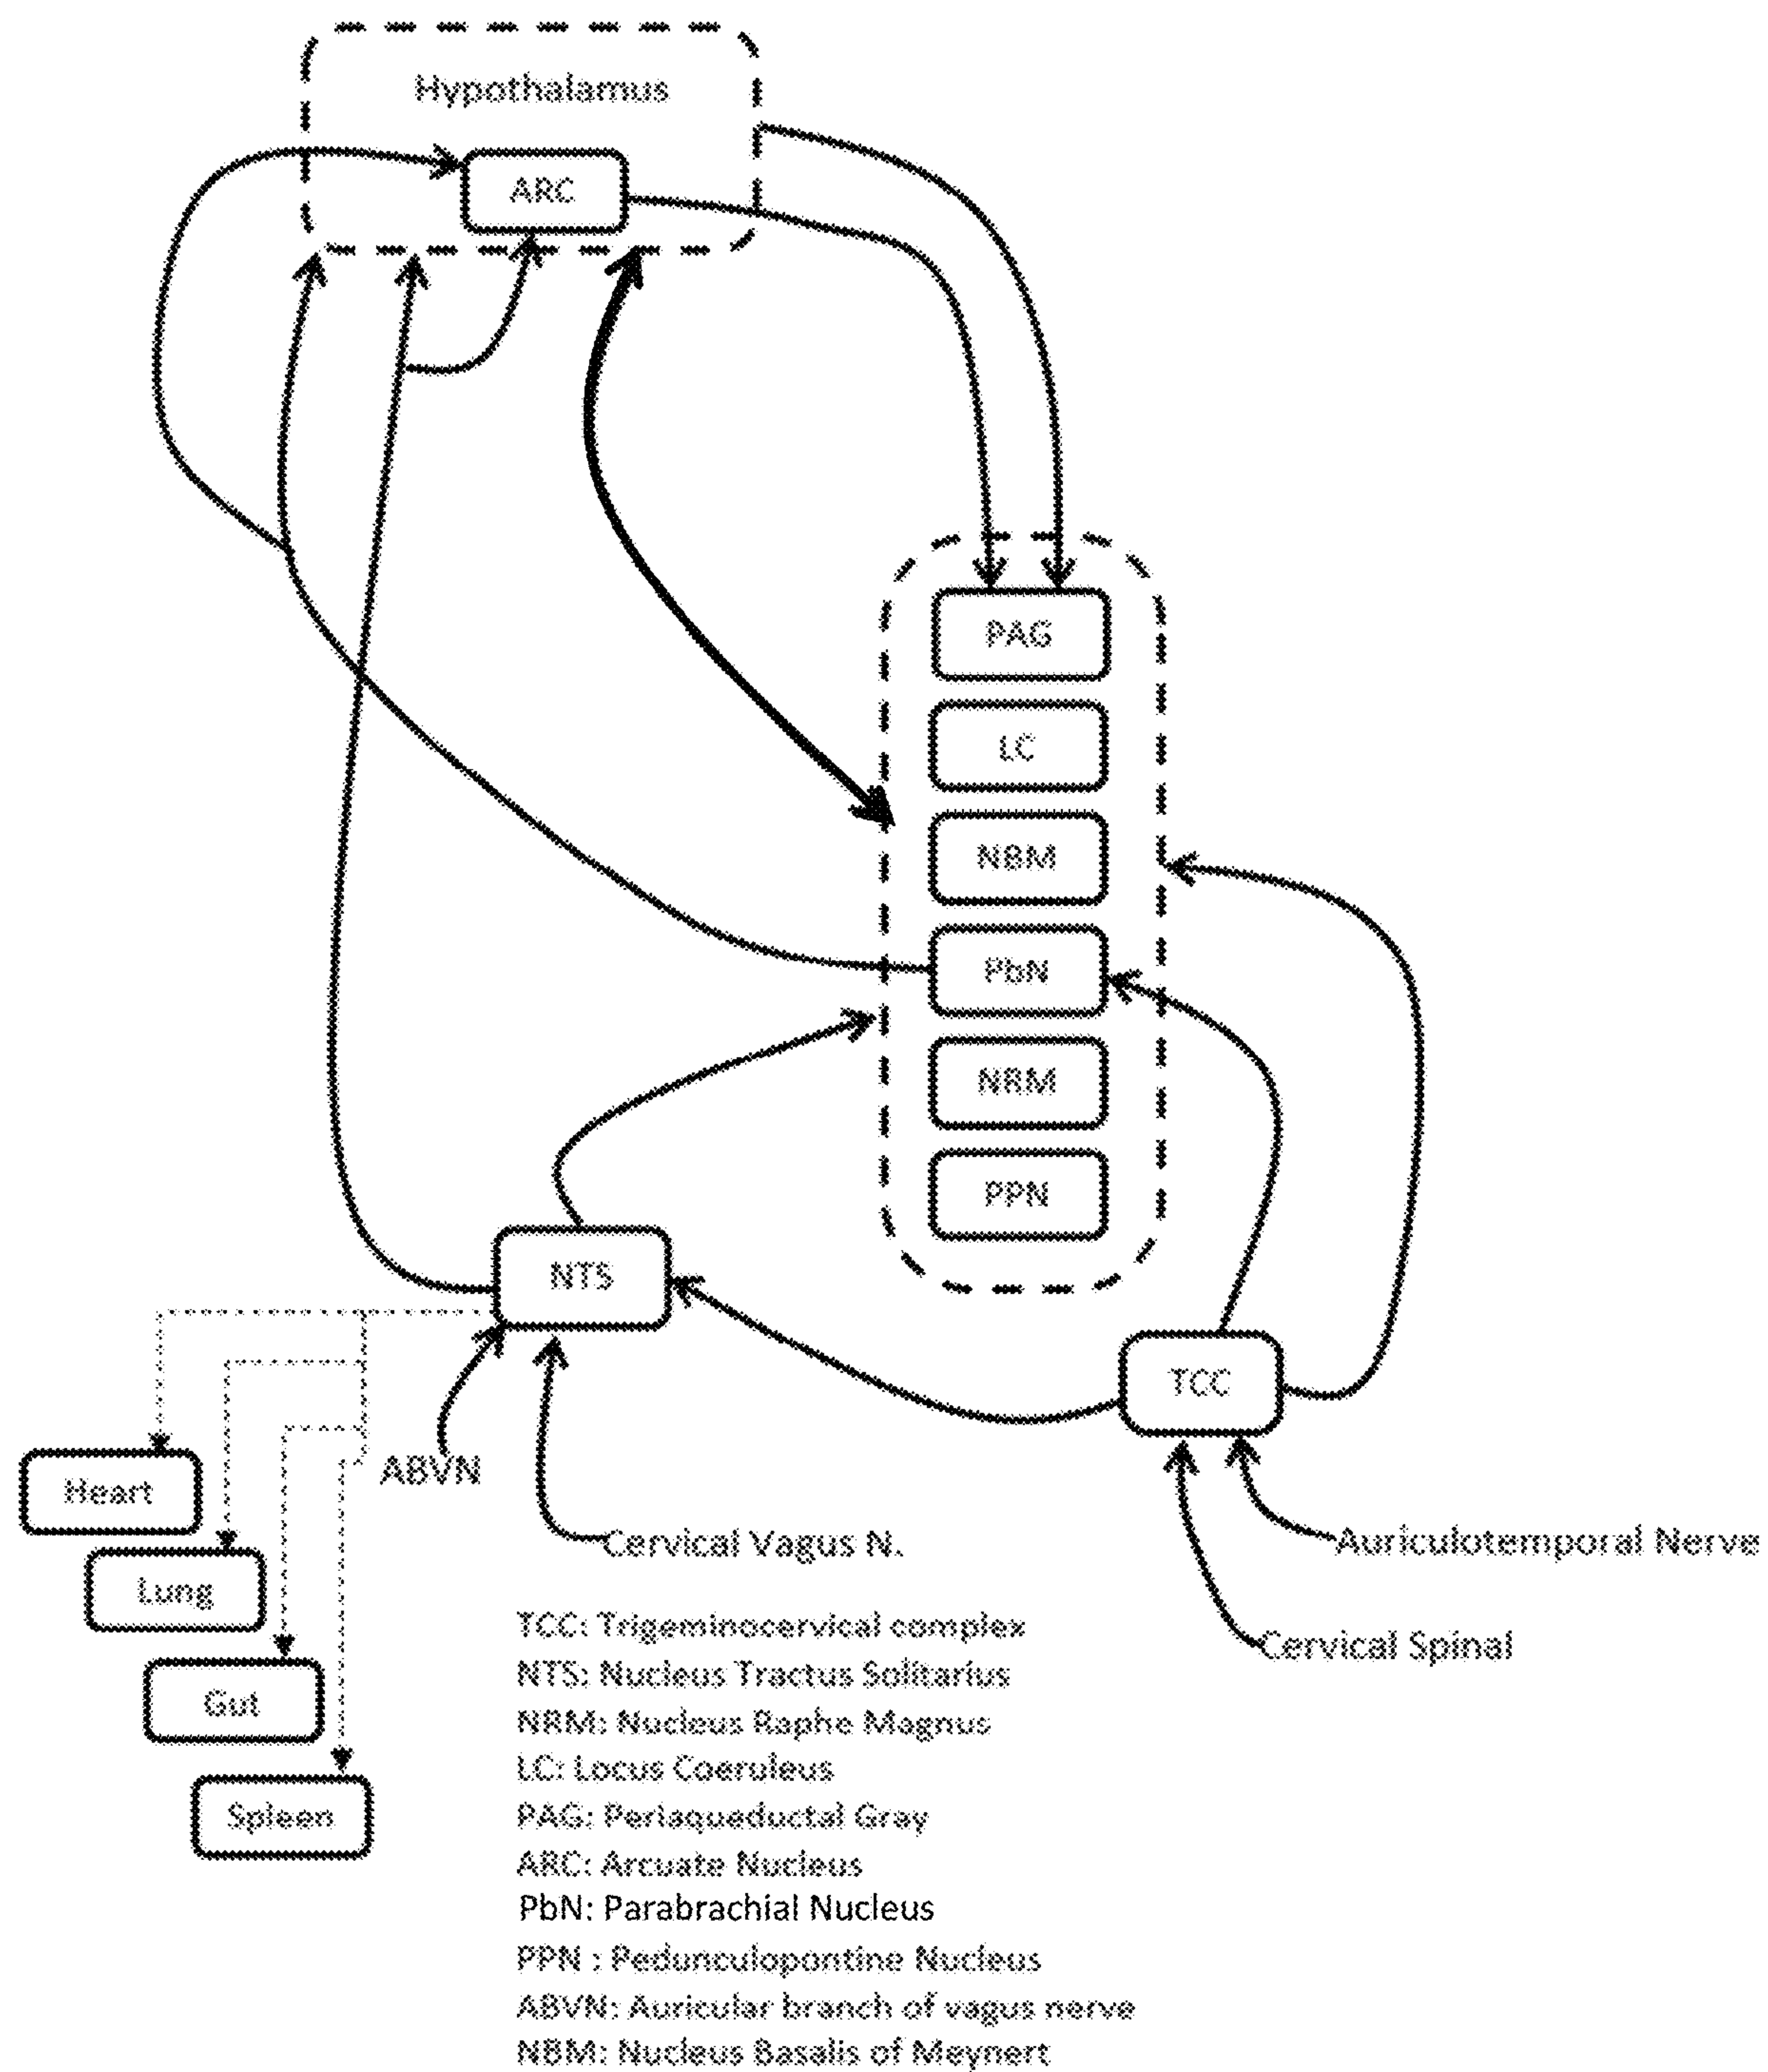 Hypothalamus
ARC
PAG
LC
NBM
PbN
NRM
PPN
NTS
TCC
Heart
ABVN
Lung
Cervical Vagus N.
Auriculotemporal Nerve
Cervical Spinal
Gut
Spleen
TCC: Trigeminocervical complex
NTS: Nucleus Tractus Solitarius
NRM: Nucleus Raphe Magnus
LC: Locus Coeruleus
PAG: Periaqueductal Gray
ARC: Arcuate Nucleus
PbN: Parabrachial Nucleus
PPN : Pedunculopontine Nucleus
ABVN: Auricular branch of vagus nerve
NBM: Nucleus Basalis of Meynert